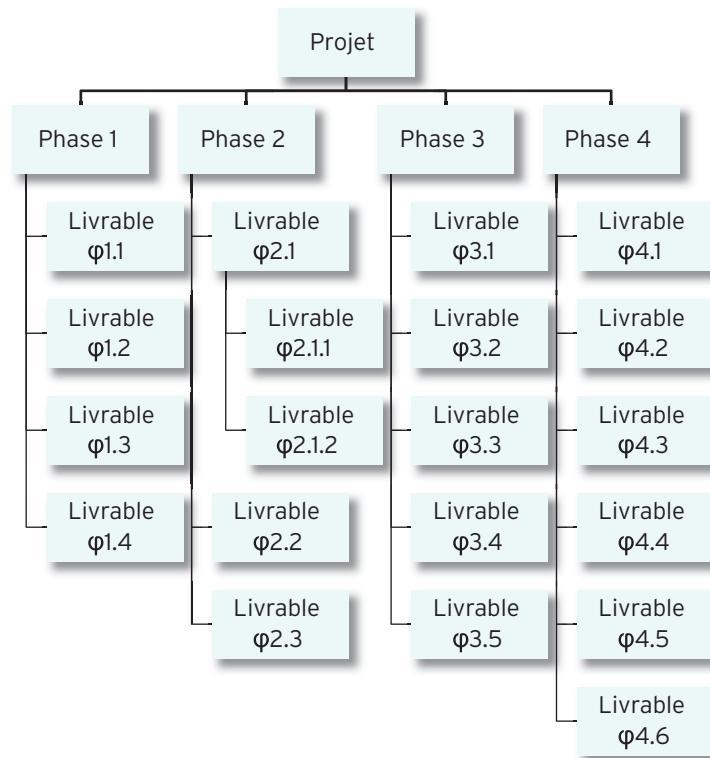 Projet
Phase 1
Phase 2
Phase 3
Phase 4
Livrable
φ1.1
Livrable
φ1.2
Livrable
φ1.3
Livrable
φ1.4
Livrable
φ2.1
Livrable
φ2.1.1
Livrable
φ2.1.2
Livrable
φ2.2
Livrable
φ2.3
Livrable
φ3.1
Livrable
φ3.2
Livrable
φ3.3
Livrable
φ3.4
Livrable
φ3.5
Livrable
φ4.1
Livrable
φ4.2
Livrable
φ4.3
Livrable
φ4.4
Livrable
φ4.5
Livrable
φ4.6